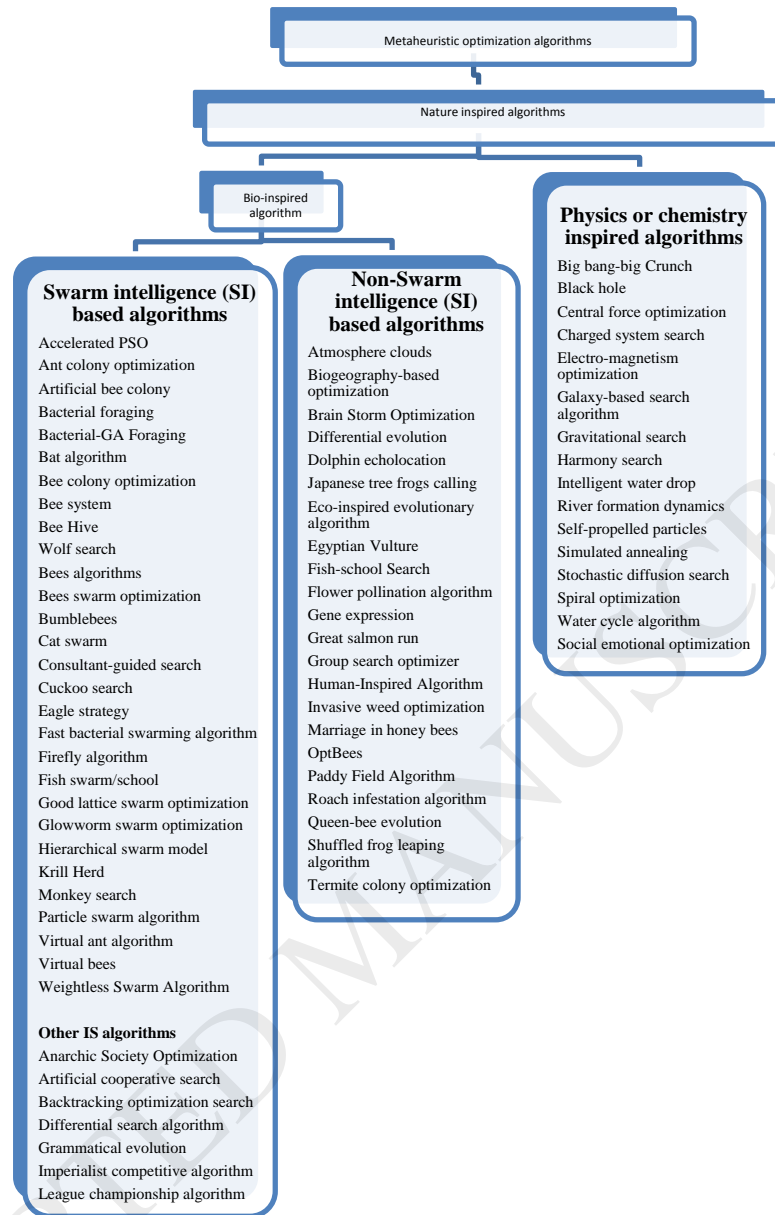 Metaheuristic optimization algorithms
Nature inspired algorithms
Bio-inspired
algorithm
Swarm intelligence (SI)
based algorithms
Accelerated PSO
Ant colony optimization
Artificial bee colony
Bacterial foraging
Bacterial-GA Foraging
Bat algorithm
Bee colony optimization
Bee system
Bee Hive
Wolf search
Bees algorithms
Bees swarm optimization
Bumblebees
Cat swarm
Consultant-guided search
Cuckoo search
Eagle strategy
Fast bacterial swarming algorithm
Firefly algorithm
Fish swarm/school
Good lattice swarm optimization
Glowworm swarm optimization
Hierarchical swarm model
Krill Herd
Monkey search
Particle swarm algorithm
Virtual ant algorithm
Virtual bees
Weightless Swarm Algorithm
Other IS algorithms
Anarchic Society Optimization
Artificial cooperative search
Backtracking optimization search
Differential search algorithm
Grammatical evolution
Imperialist competitive algorithm
League championship algorithm
Non-Swarm
intelligence (SI)
based algorithms
Atmosphere clouds
Biogeography-based
optimization
Brain Storm Optimization
Differential evolution
Dolphin echolocation
Japanese tree frogs calling
Eco-inspired evolutionary
algorithm
Egyptian Vulture
Fish-school Search
Flower pollination algorithm
Gene expression
Great salmon run
Group search optimizer
Human-Inspired Algorithm
Invasive weed optimization
Marriage in honey bees
OptBees
Paddy Field Algorithm
Roach infestation algorithm
Queen-bee evolution
Shuffled frog leaping
algorithm
Termite colony optimization
Physics or chemistry
inspired algorithms
Big bang-big Crunch
Black hole
Central force optimization
Charged system search
Electro-magnetism
optimization
Galaxy-based search
algorithm
Gravitational search
Harmony search
Intelligent water drop
River formation dynamics
Self-propelled particles
Simulated annealing
Stochastic diffusion search
Spiral optimization
Water cycle algorithm
Social emotional optimization